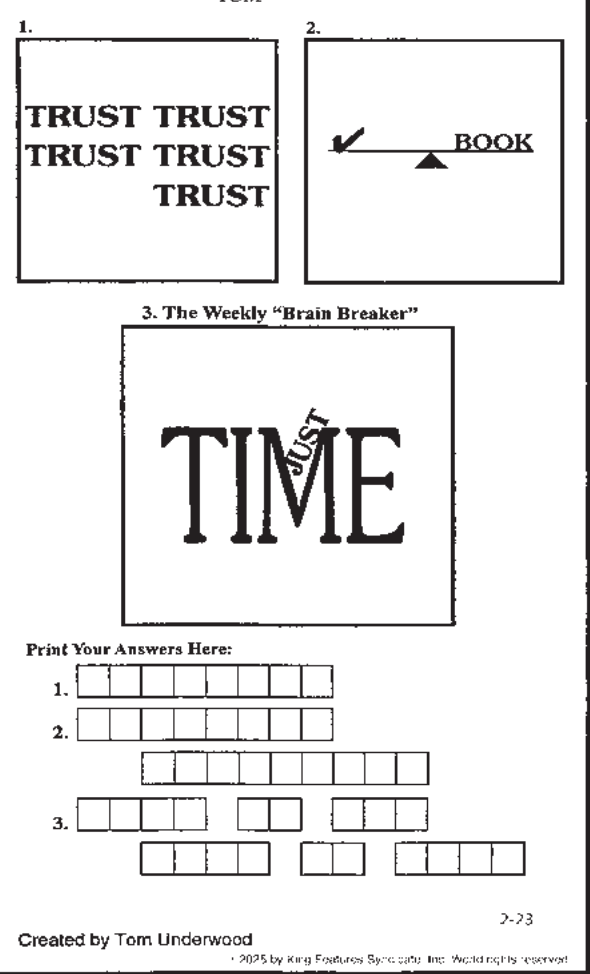 1.
2.
TRUST TRUST
TRUST TRUST
TRUST
✓ BOOK
3. The Weekly “Brain Breaker”
JUST
TIME
Print Your Answers Here:
1.
2.
3.
2-23
Created by Tom Underwood
2025 by King Features Syndicate, Inc. World rights reserved